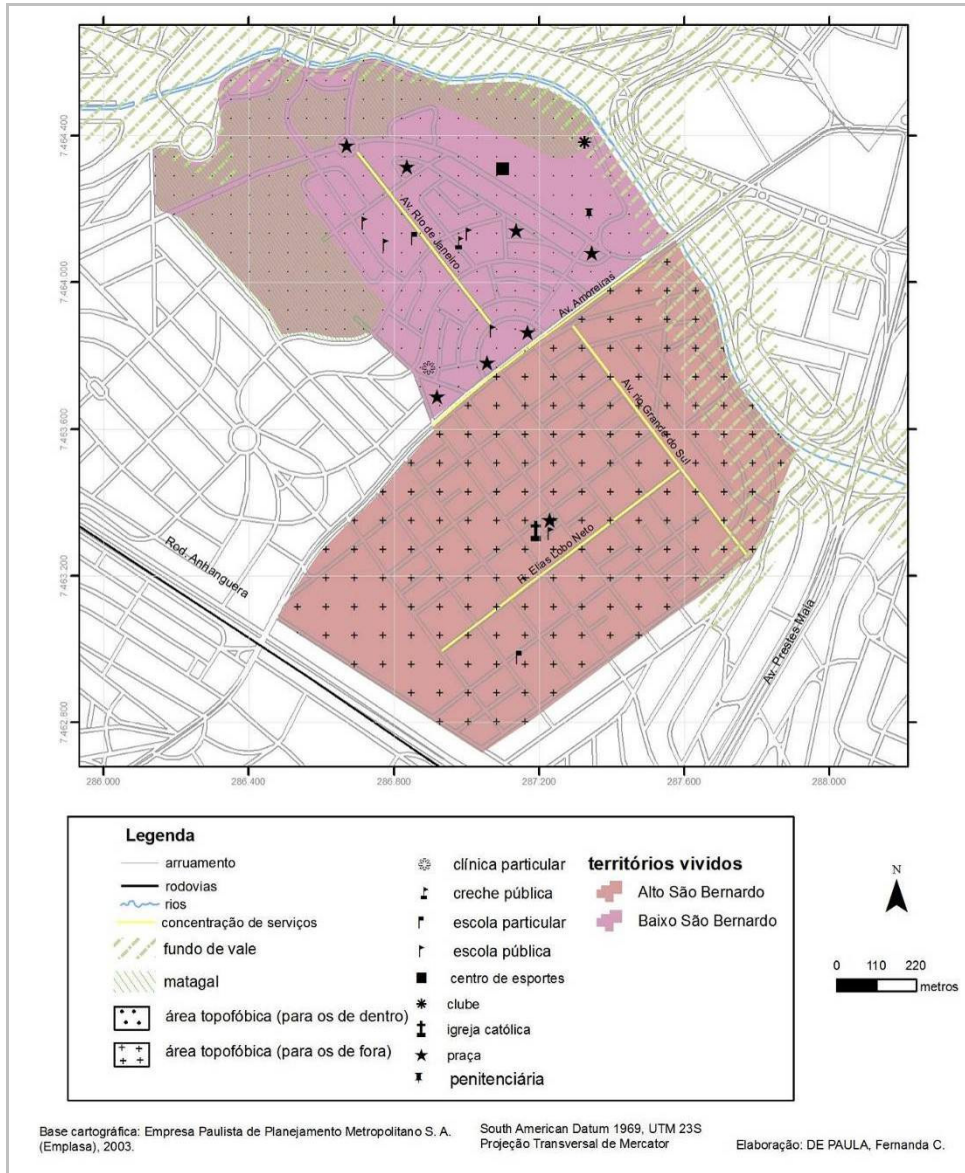 7 464.400
7 464.000
7 463.600
7 463.200
7 462.800
Av. Rio de Janeiro
Av. Amoreiras
Av. rio Grande do Sul
R. Elias Lobo Neto
Rod. Anhanguera
Av. Prestes Maia
286.000 286.400 286.800 287.200 287.600 288.000
Legenda
arruamento
rodovias
rios
concentração de serviços
fundo de vale
matagal
área topofóbica (para os de dentro)
área topofóbica (para os de fora)
clínica particular
creche pública
escola particular
escola pública
centro de esportes
clube
igreja católica
praça
penitenciária
territórios vividos
Alto São Bernardo
Baixo São Bernardo
N
0 110 220
metros
Base cartográfica: Empresa Paulista de Planejamento Metropolitano S. A.
(Emplasa), 2003.
South American Datum 1969, UTM 23S
Projeção Transversal de Mercator
Elaboração: DE PAULA, Fernanda C.